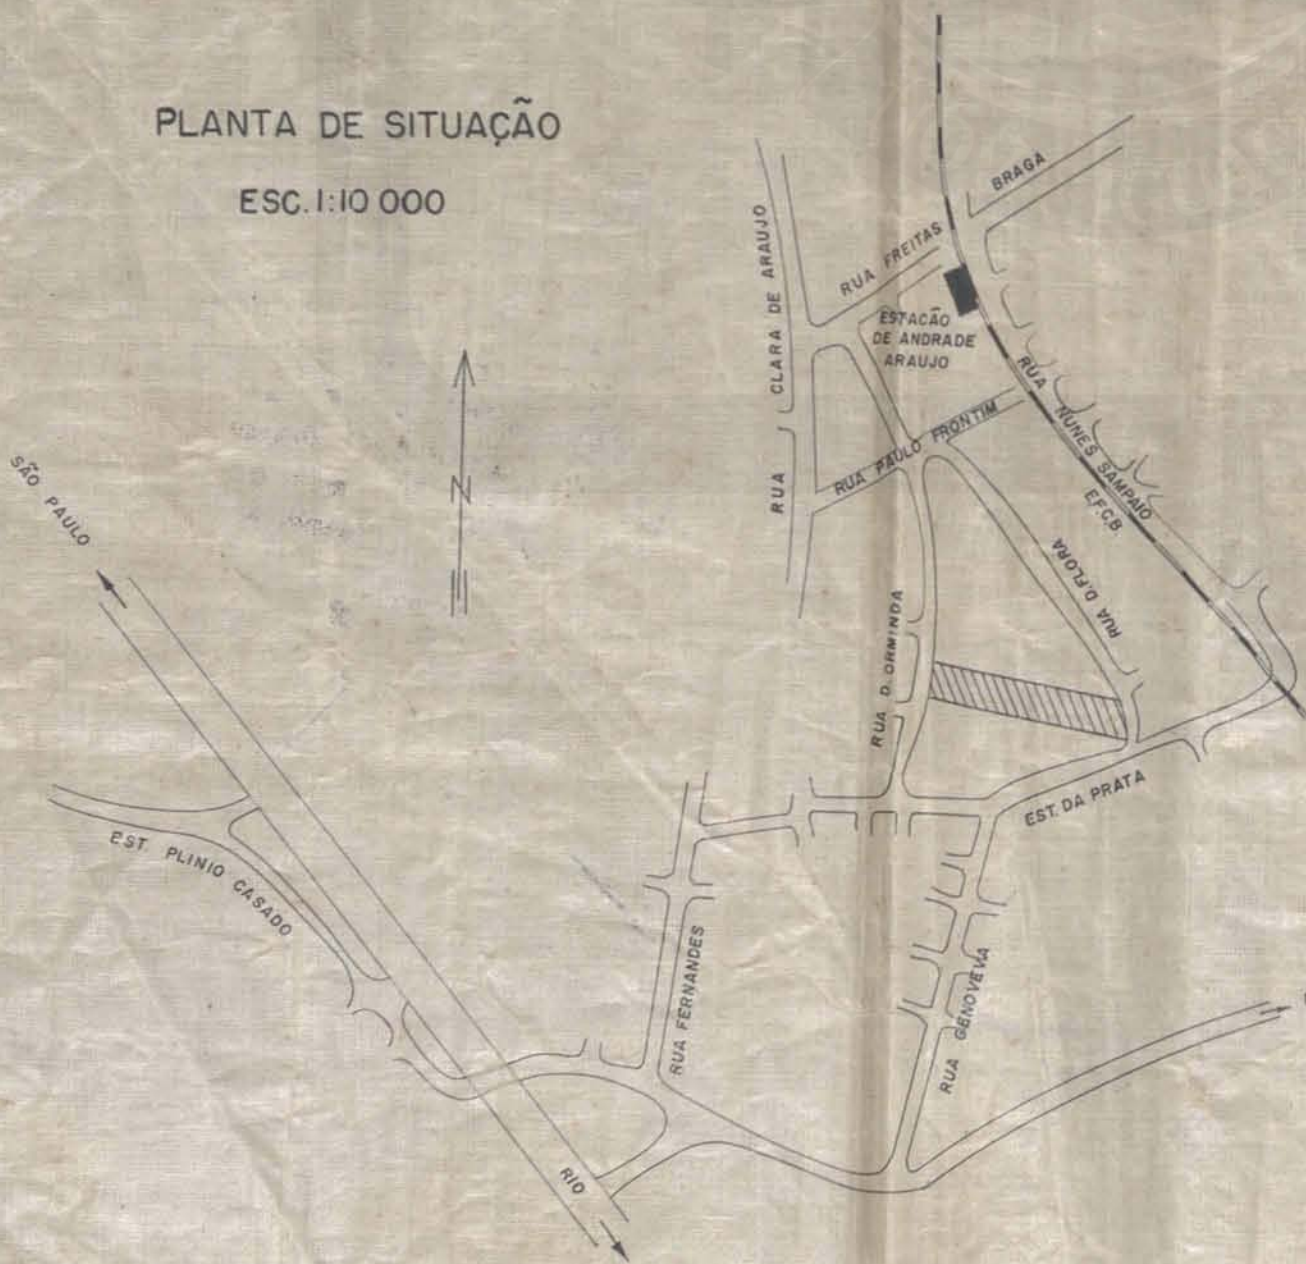 PLANTA DE SITUAÇÃO
ESC. 1:10 000
BRAGA
RUA FREITAS
RUA CLARA DE ARAUJO
ESTACÃO
DE ANDRADE
ARAUJO
RUA NUNES SAMPAIO
E.F.C.B.
RUA PAULO FRONTIM
N
SÃO PAULO
RUA D. FLORA
RUA D. ORMINDA
EST. DA PRATA
EST. PLINIO CASADO
RUA FERNANDES
RUA GENOVEVA
RIO